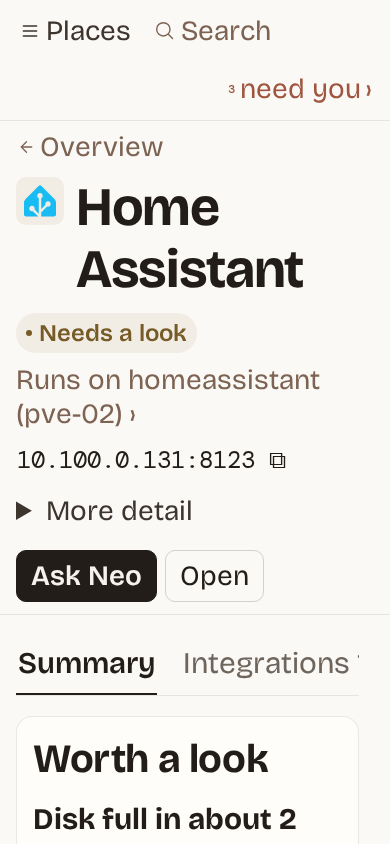 Places Search
3 need you ›
← Overview
Home
Assistant
• Needs a look
Runs on homeassistant
(pve-02) ›
10.100.0.131:8123
▶ More detail
Ask Neo Open
Summary Integrations
Worth a look
Disk full in about 2